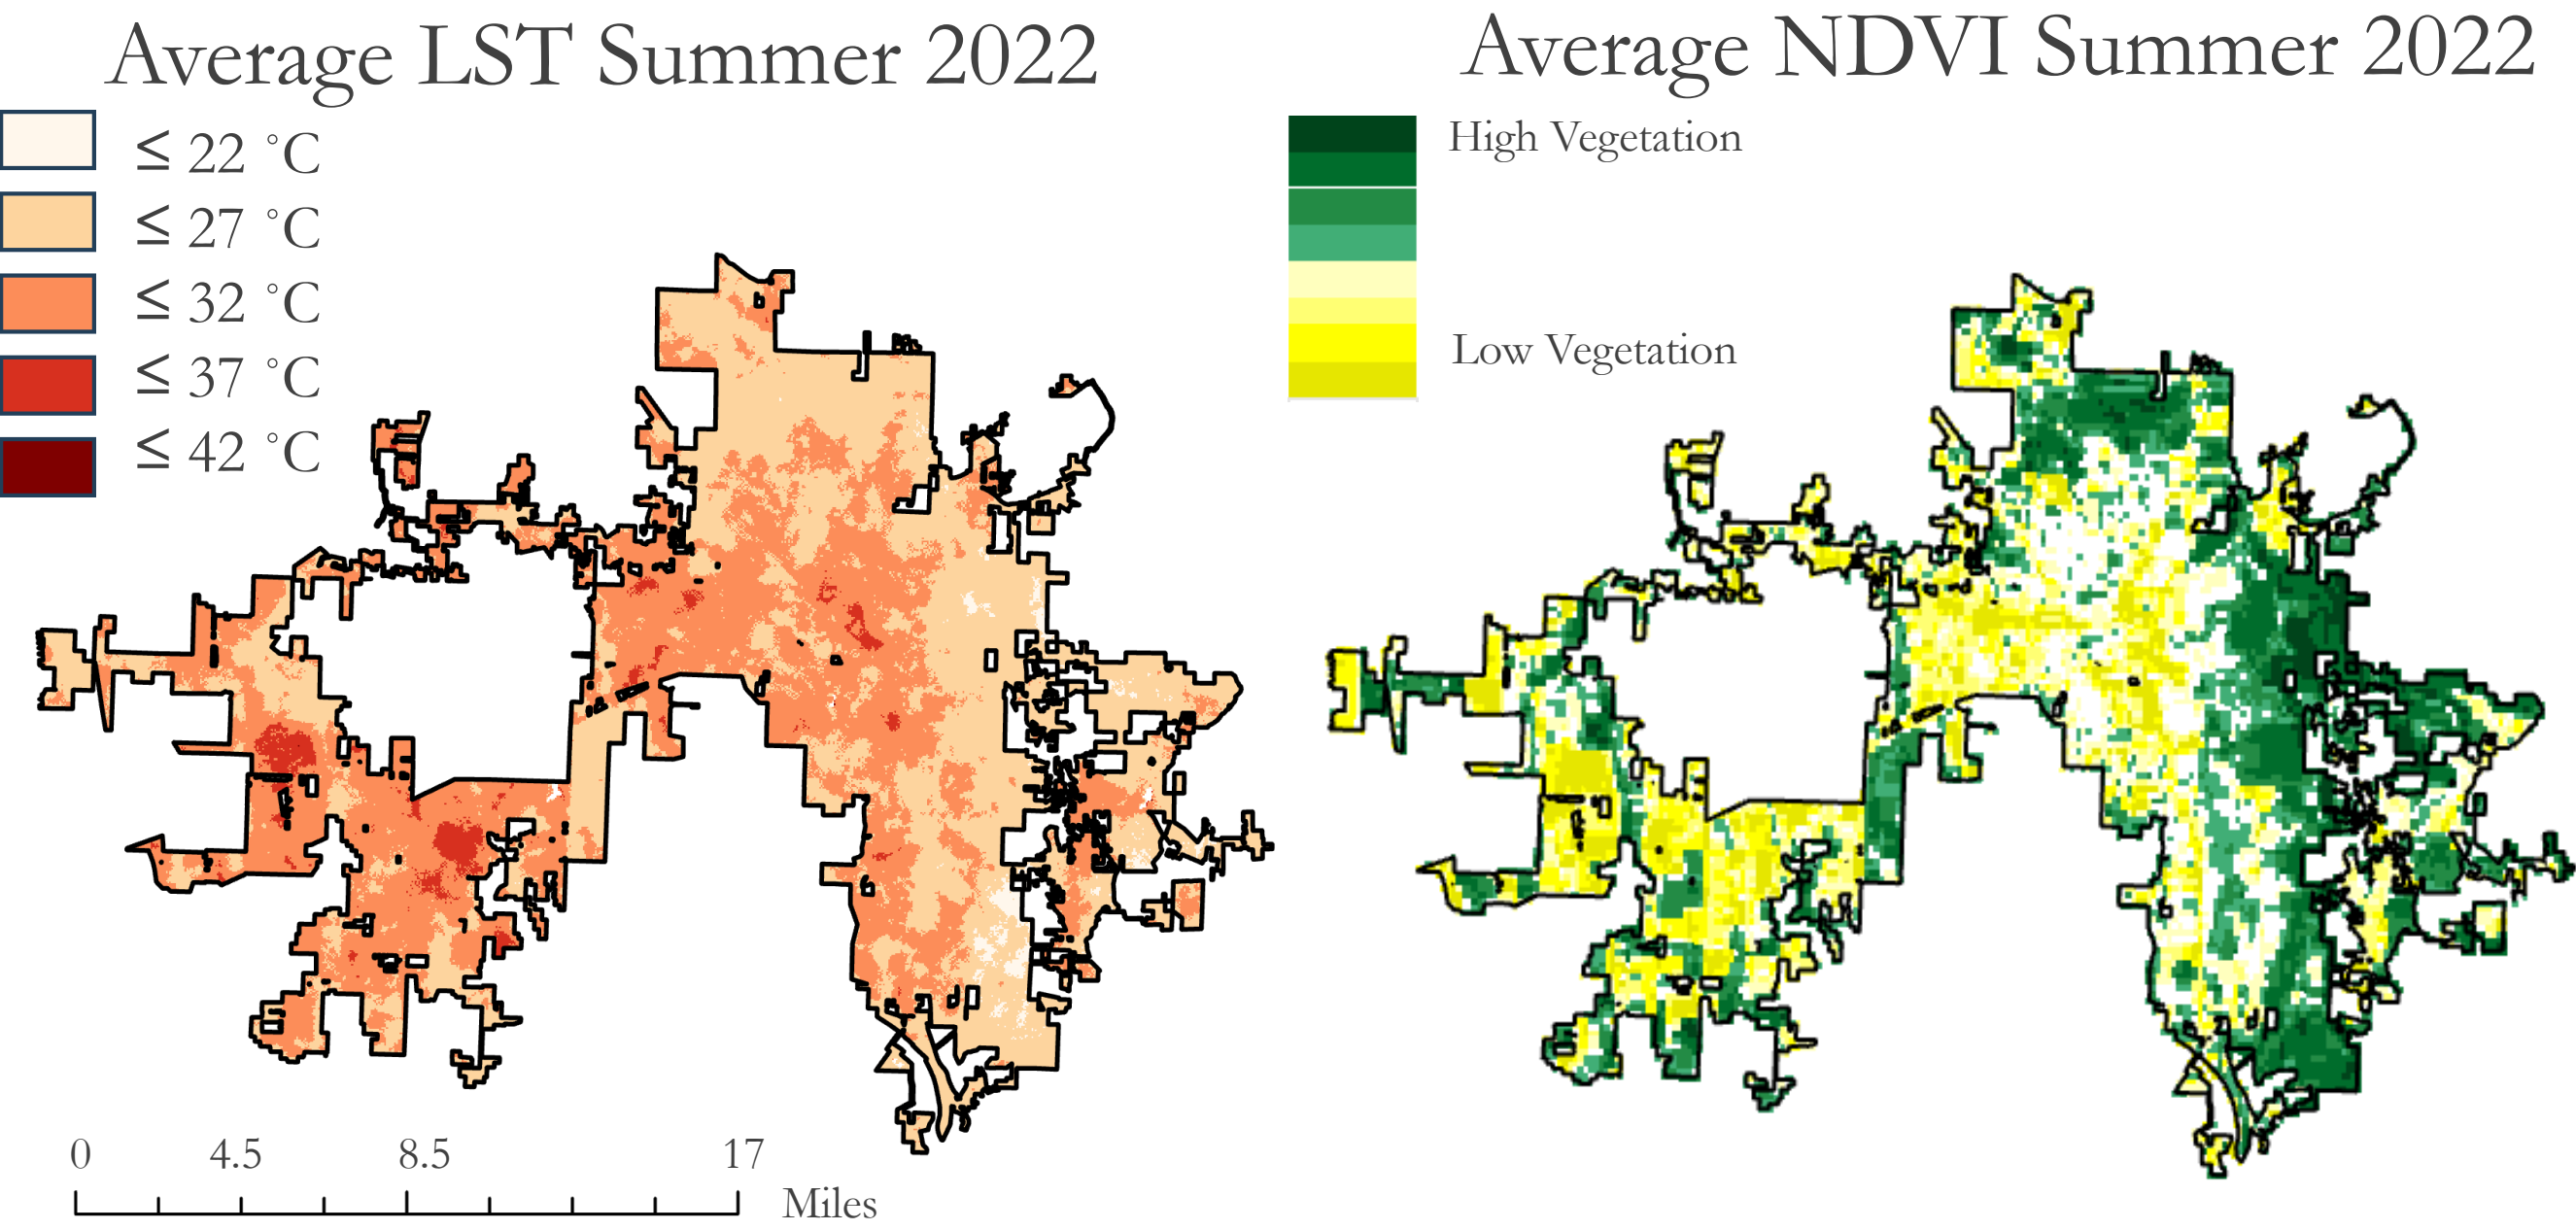 Average LST Summer 2022
≤ 22 °C
≤ 27 °C
≤ 32 °C
≤ 37 °C
≤ 42 °C
0 4.5 8.5 17
Miles
Average NDVI Summer 2022
High Vegetation
Low Vegetation